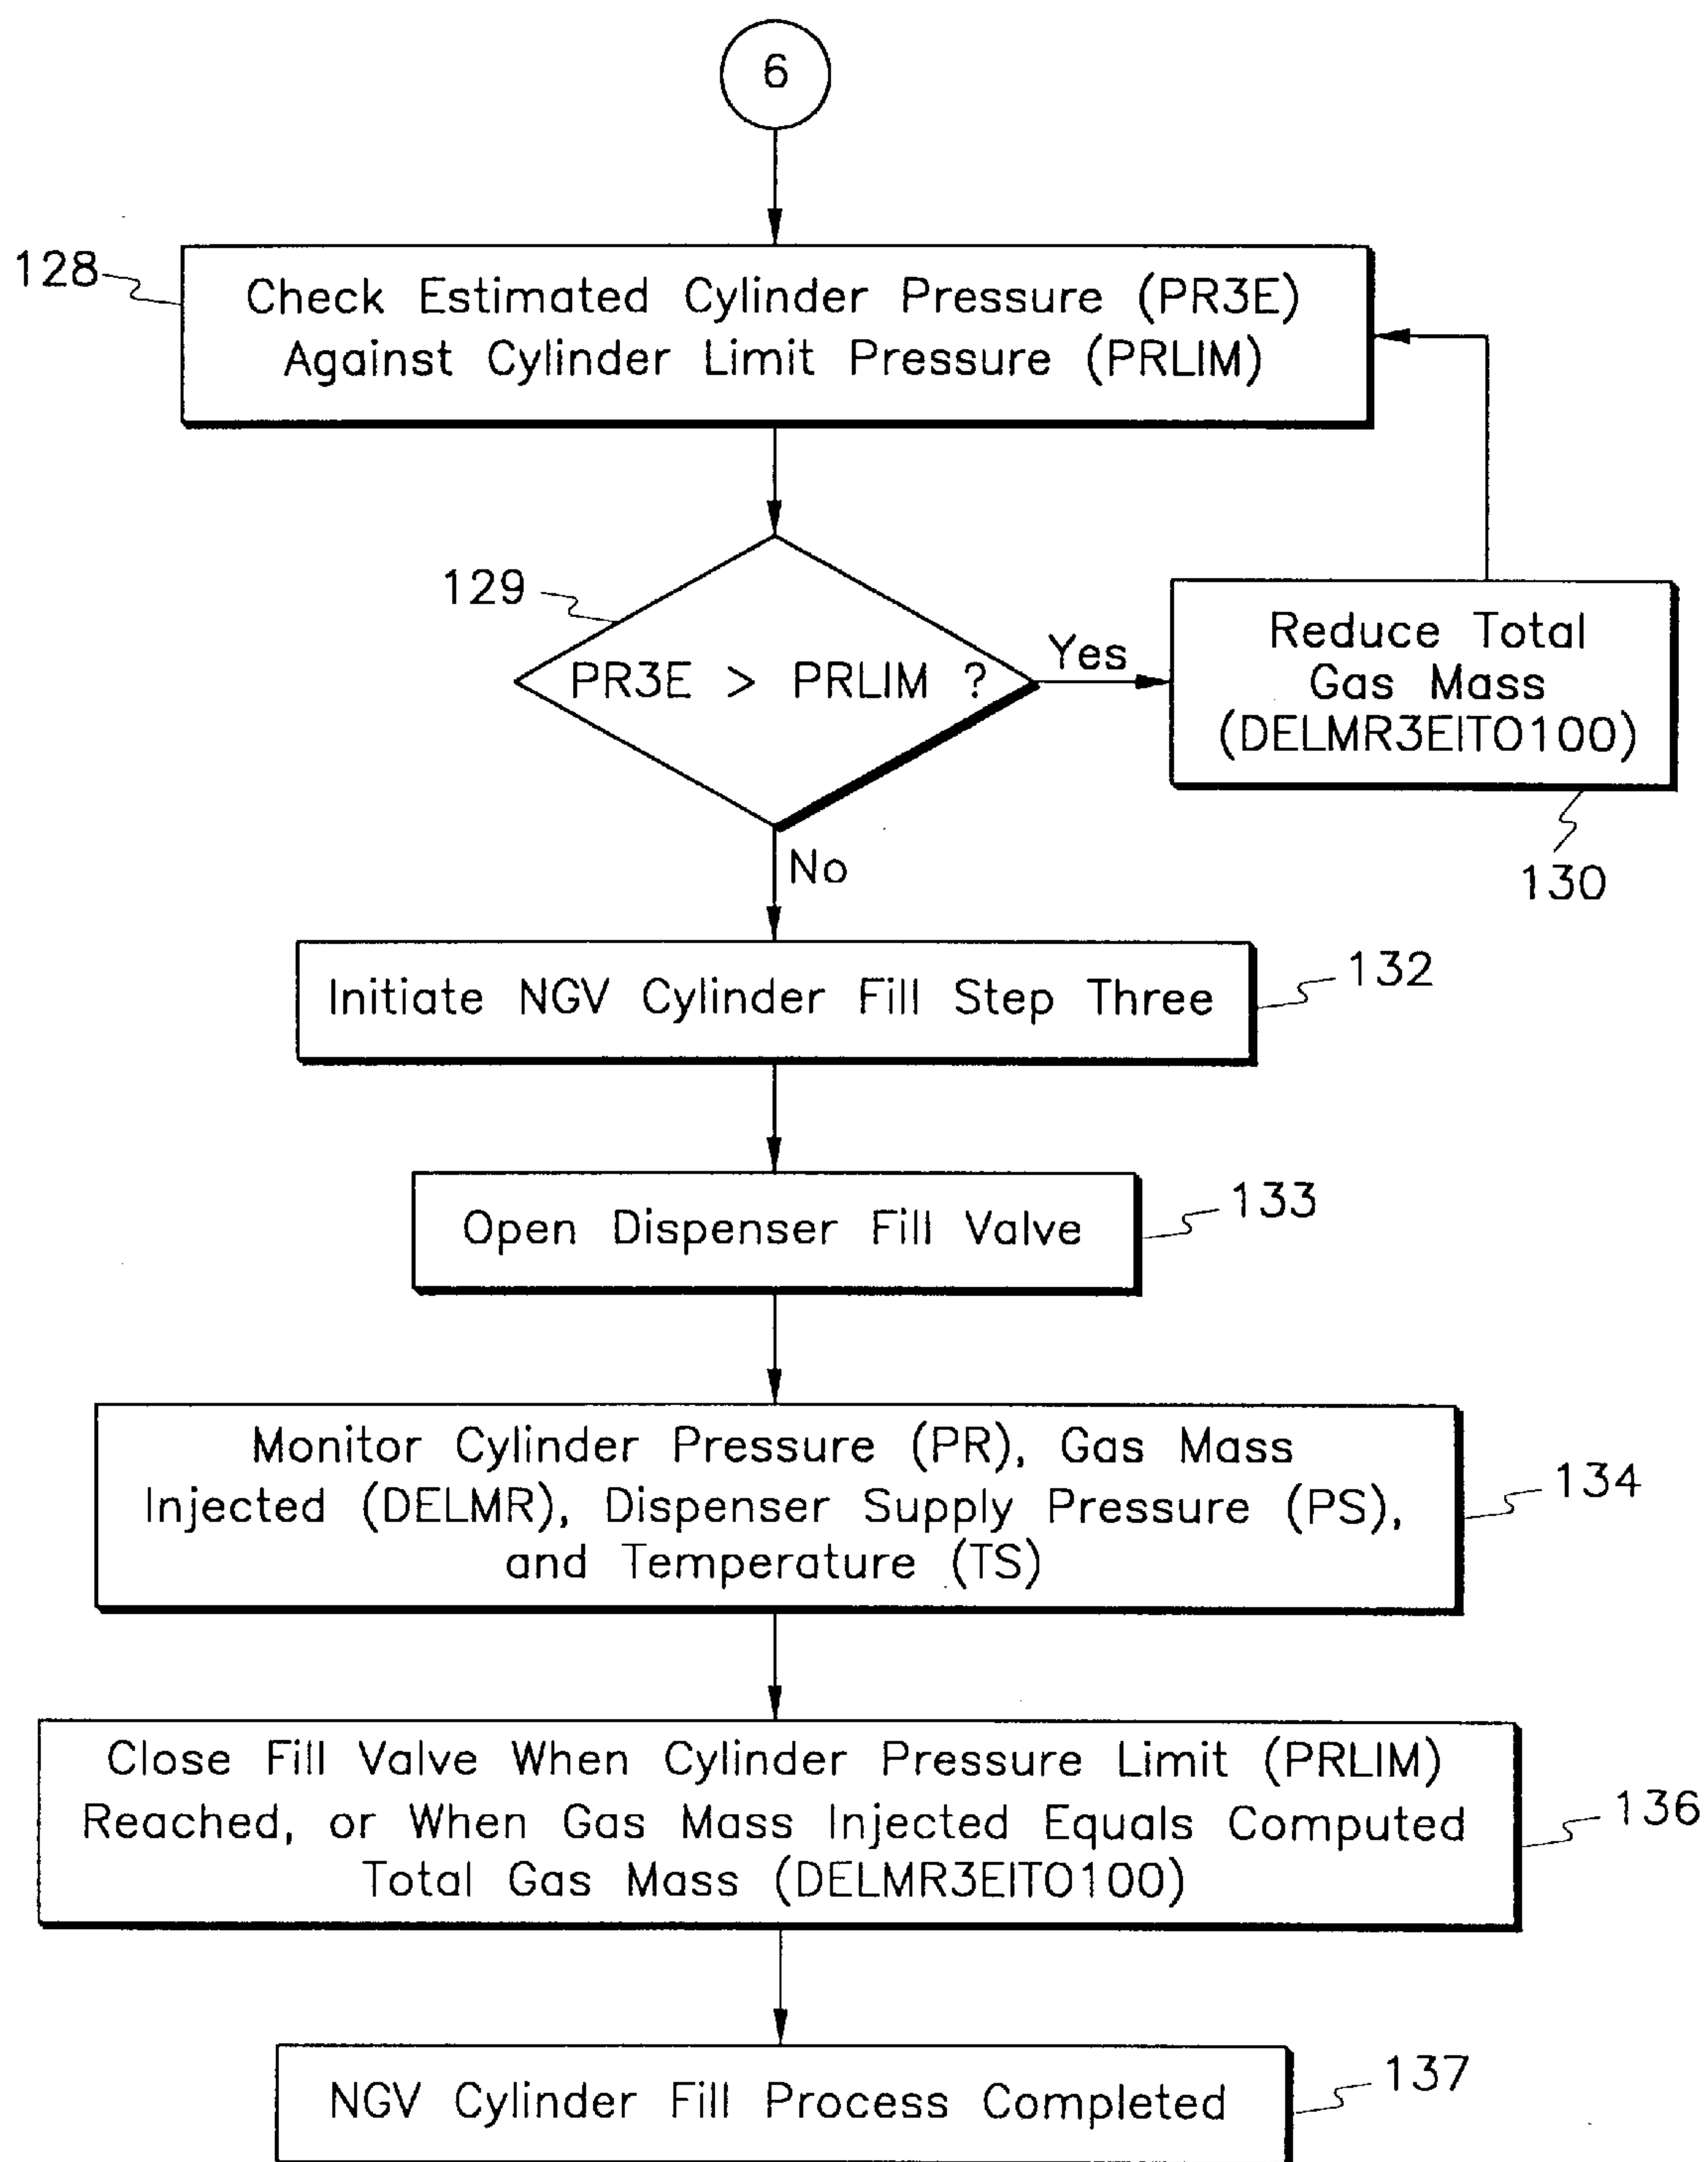 6
128
Check Estimated Cylinder Pressure (PR3E)
Against Cylinder Limit Pressure (PRLIM)
129
PR3E > PRLIM ?
Yes
Reduce Total
Gas Mass
(DELMR3EITO100)
130
No
Initiate NGV Cylinder Fill Step Three
132
Open Dispenser Fill Valve
133
Monitor Cylinder Pressure (PR), Gas Mass
Injected (DELMR), Dispenser Supply Pressure (PS),
and Temperature (TS)
134
Close Fill Valve When Cylinder Pressure Limit (PRLIM)
Reached, or When Gas Mass Injected Equals Computed
Total Gas Mass (DELMR3EITO100)
136
NGV Cylinder Fill Process Completed
137